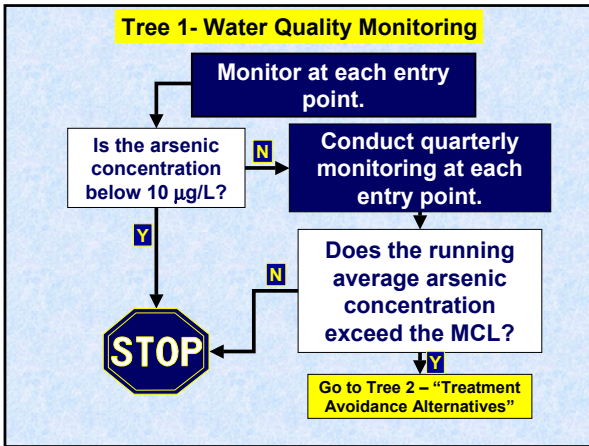 Tree 1- Water Quality Monitoring
Monitor at each entry
point.
Is the arsenic
concentration
below 10 µg/L?
N
Conduct quarterly
monitoring at each
entry point.
Y
N
Does the running
average arsenic
concentration
exceed the MCL?
STOP
Y
Go to Tree 2 – “Treatment
Avoidance Alternatives”